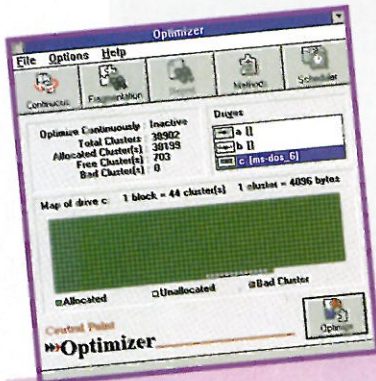 Optimizer
File Options Help
Continuous Fragmentation Report Methods Scheduler
Optimize Continuously : Inactive
Total Clusters : 38902
Allocated Cluster(s) : 38199
Free Cluster(s) : 703
Bad Cluster(s) : 0
Drives
a []
b []
c [ms-dos_6]
Map of drive c: 1 block = 44 cluster(s) 1 cluster = 4096 bytes
Allocated Unallocated Bad Cluster
Central Point
Optimizer
Optimize